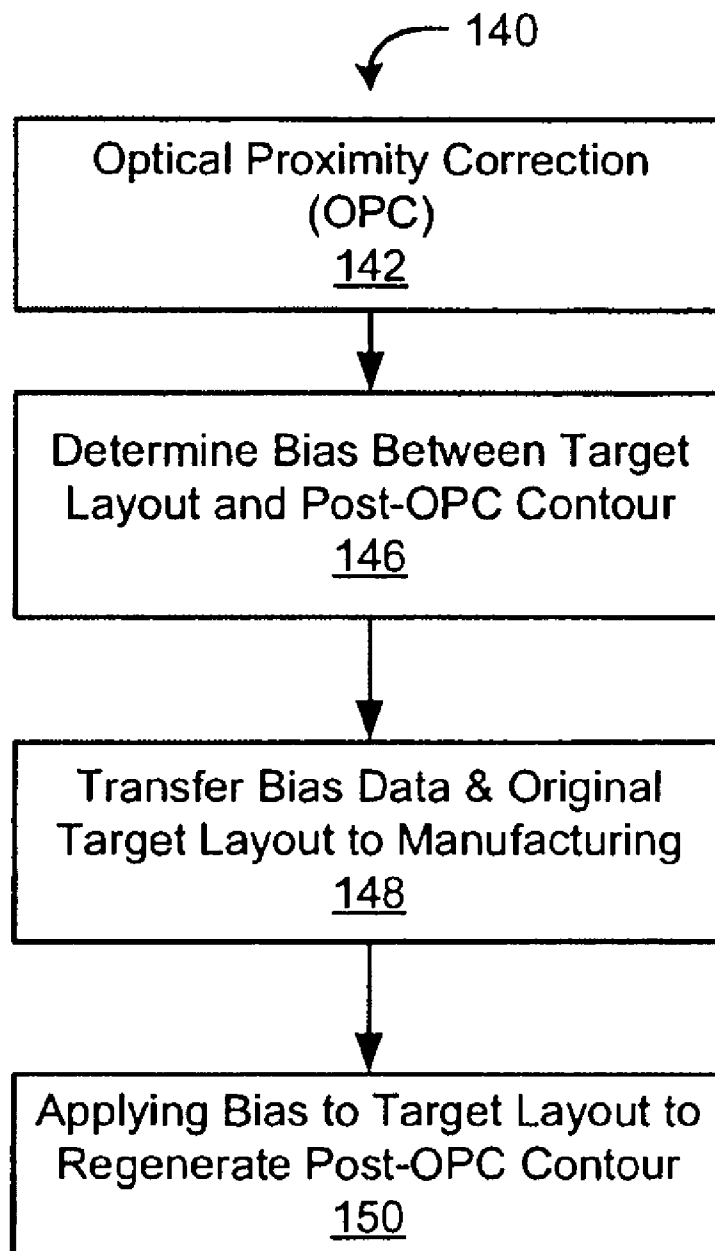 140
Optical Proximity Correction
(OPC)
142
Determine Bias Between Target
Layout and Post-OPC Contour
146
Transfer Bias Data & Original
Target Layout to Manufacturing
148
Applying Bias to Target Layout to
Regenerate Post-OPC Contour
150